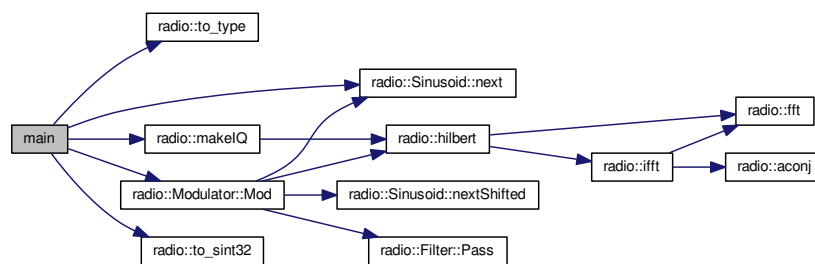 radio::to_type
radio::Sinusoid::next
radio::fft
main
radio::makeIQ
radio::hilbert
radio::ifft
radio::aconj
radio::Modulator::Mod
radio::Sinusoid::nextShifted
radio::to_sint32
radio::Filter::Pass